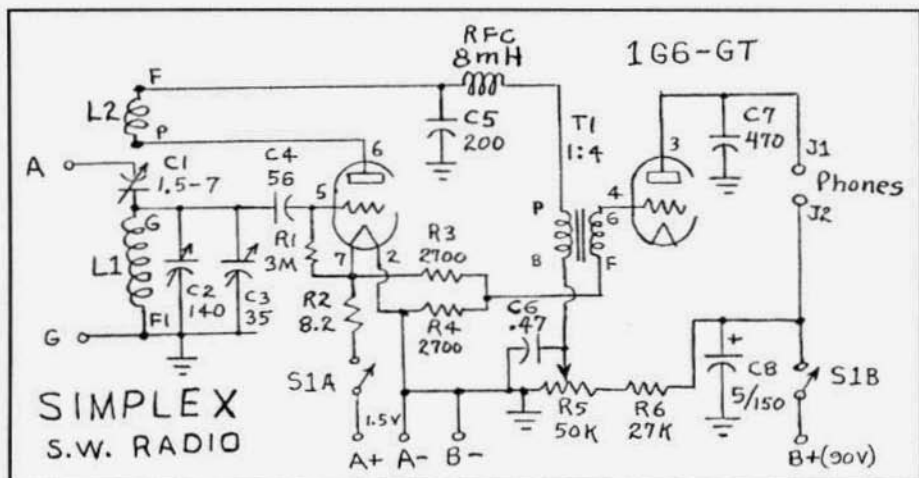 RFC
8mH
1G6-GT
F
L2
P
6
C5
200
T1
1:4
3
C7
470
J1
Phones
J2
A
C1
1.5-7
C4
56
5
4
G
P
G
R1
3M
7
2
R3
2700
B
F
L1
C2
140
C3
35
R2
8.2
R4
2700
C6
.47
F1
G
+
C8
5/150
S1A
S1B
R5
50K
R6
27K
SIMPLEX
S.W. RADIO
1.5V
A+
A-
B-
B+(90V)